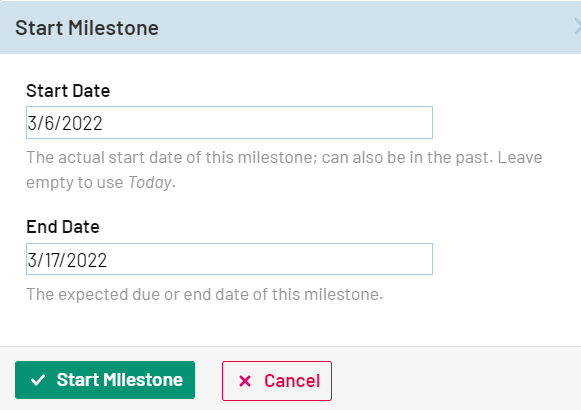 Start Milestone
Start Date
3/6/2022
The actual start date of this milestone; can also be in the past. Leave
empty to use Today.
End Date
3/17/2022
The expected due or end date of this milestone.
Start Milestone
Cancel